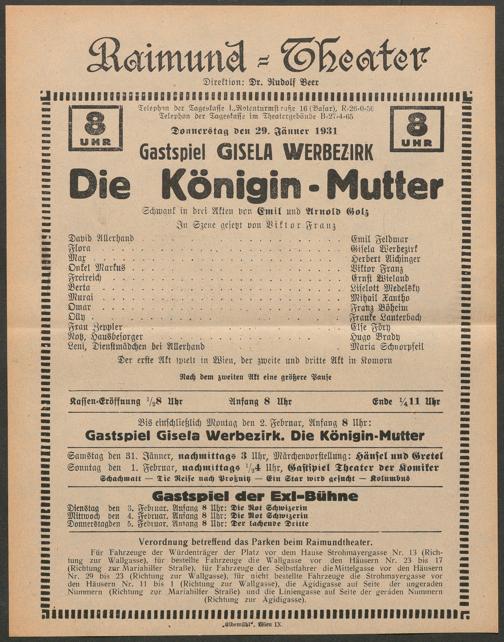 Raimund-Theater
Direktion: Dr. Rudolf Beer
Telephon der Tageskasse I., Rotenturmstraße 16 (Basar), R-26-0-56
Telephon der Tageskasse im Theatergebäude B-27-4-65
8 UHR
Donnerstag den 29. Jänner 1931
8 UHR
Gastspiel GISELA WERBEZIRK
Die Königin-Mutter
Schwank in drei Akten von Emil und Arnold Golz
In Szene gesetzt von Viktor Franz
David Allerhand . . . Emil Feldmar
Flora . . . Gisela Werbezirk
Max . . . Herbert Aichinger
Onkel Markus . . . Viktor Franz
Freireich . . . Ernst Wieland
Berta . . . Liselott Medelsky
Murai . . . Mihail Xantho
Omar . . . Franz Böheim
Olly . . . Franke Lauterbach
Frau Zeppler . . . Else Föry
Notz, Hausbesorger . . . Hugo Brady
Leni, Dienstmädchen bei Allerhand . . . Maria Schnorpfeil
Der erste Akt spielt in Wien, der zweite und dritte Akt in Komorn
Nach dem zweiten Akt eine größere Pause
Kassen-Eröffnung ½8 Uhr Anfang 8 Uhr Ende ¼11 Uhr
Bis einschließlich Montag den 2. Februar, Anfang 8 Uhr:
Gastspiel Gisela Werbezirk. Die Königin-Mutter
Samstag den 31. Jänner, nachmittags 3 Uhr, Märchenvorstellung: Hänsel und Gretel
Sonntag den 1. Februar, nachmittags ½4 Uhr, Gastspiel Theater der Komiker
Schachmatt — Die Reise nach Proßnitz — Ein Star wird gesucht — Kolumbus
Gastspiel der Exl-Bühne
Dienstag den 3. Februar. Anfang 8 Uhr: Die Not Schwizerin
Mittwoch den 4. Februar. Anfang 8 Uhr: Die Not Schwizerin
Donnerstag den 5. Februar. Anfang 8 Uhr: Der lachende Dritte
Verordnung betreffend das Parken beim Raimundtheater.
Für Fahrzeuge der Würdenträger der Platz vor dem Hause Strohmayergasse Nr. 13 (Rich-
tung zur Wallgasse), für bestellte Fahrzeuge die Wallgasse vor den Häusern Nr. 23 bis 17
(Richtung zur Mariahilfer Straße), für Fahrzeuge der Selbstfahrer die Mittelgasse vor den Häusern
Nr. 29 bis 23 (Richtung zur Wallgasse), für nicht bestellte Fahrzeuge die Strohmayergasse vor
den Häusern Nr. 11 bis 1 (Richtung zur Wallgasse), die Ägidigasse auf Seite der ungeraden
Nummern (Richtung zur Mariahilfer Straße) und die Liniengasse auf Seite der geraden Nummern
(Richtung zur Ägidigasse).
„Elbemühl“, Wien IX.